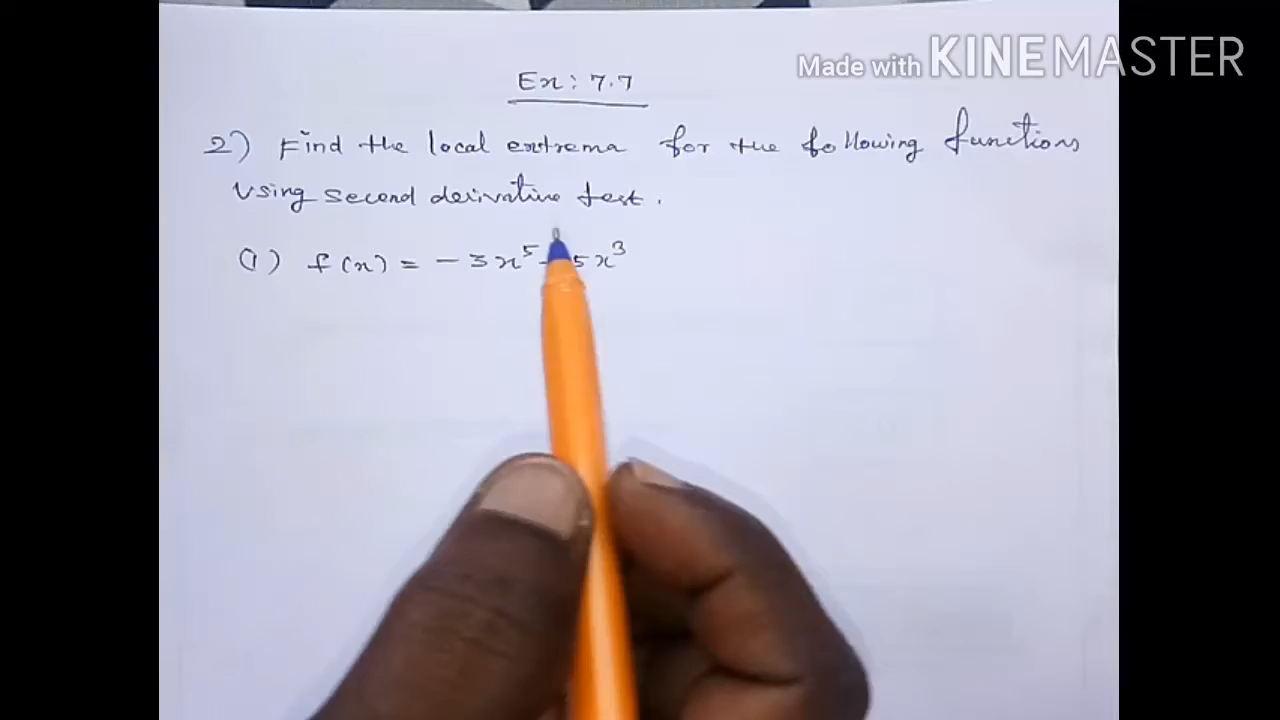 Made with KINEMASTER
Ex: 7.7
2) Find the local extrema for the following functions
using second derivative test.
(1) f(x) = -3x⁵ 5x³